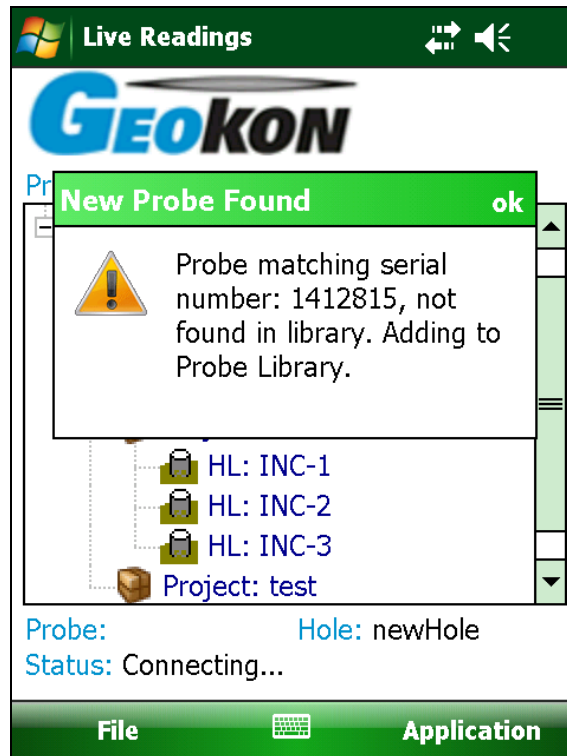 Live Readings
GEOKON
Pr
New Probe Found ok
Probe matching serial
number: 1412815, not
found in library. Adding to
Probe Library.
HL: INC-1
HL: INC-2
HL: INC-3
Project: test
Probe: Hole: newHole
Status: Connecting...
File Application